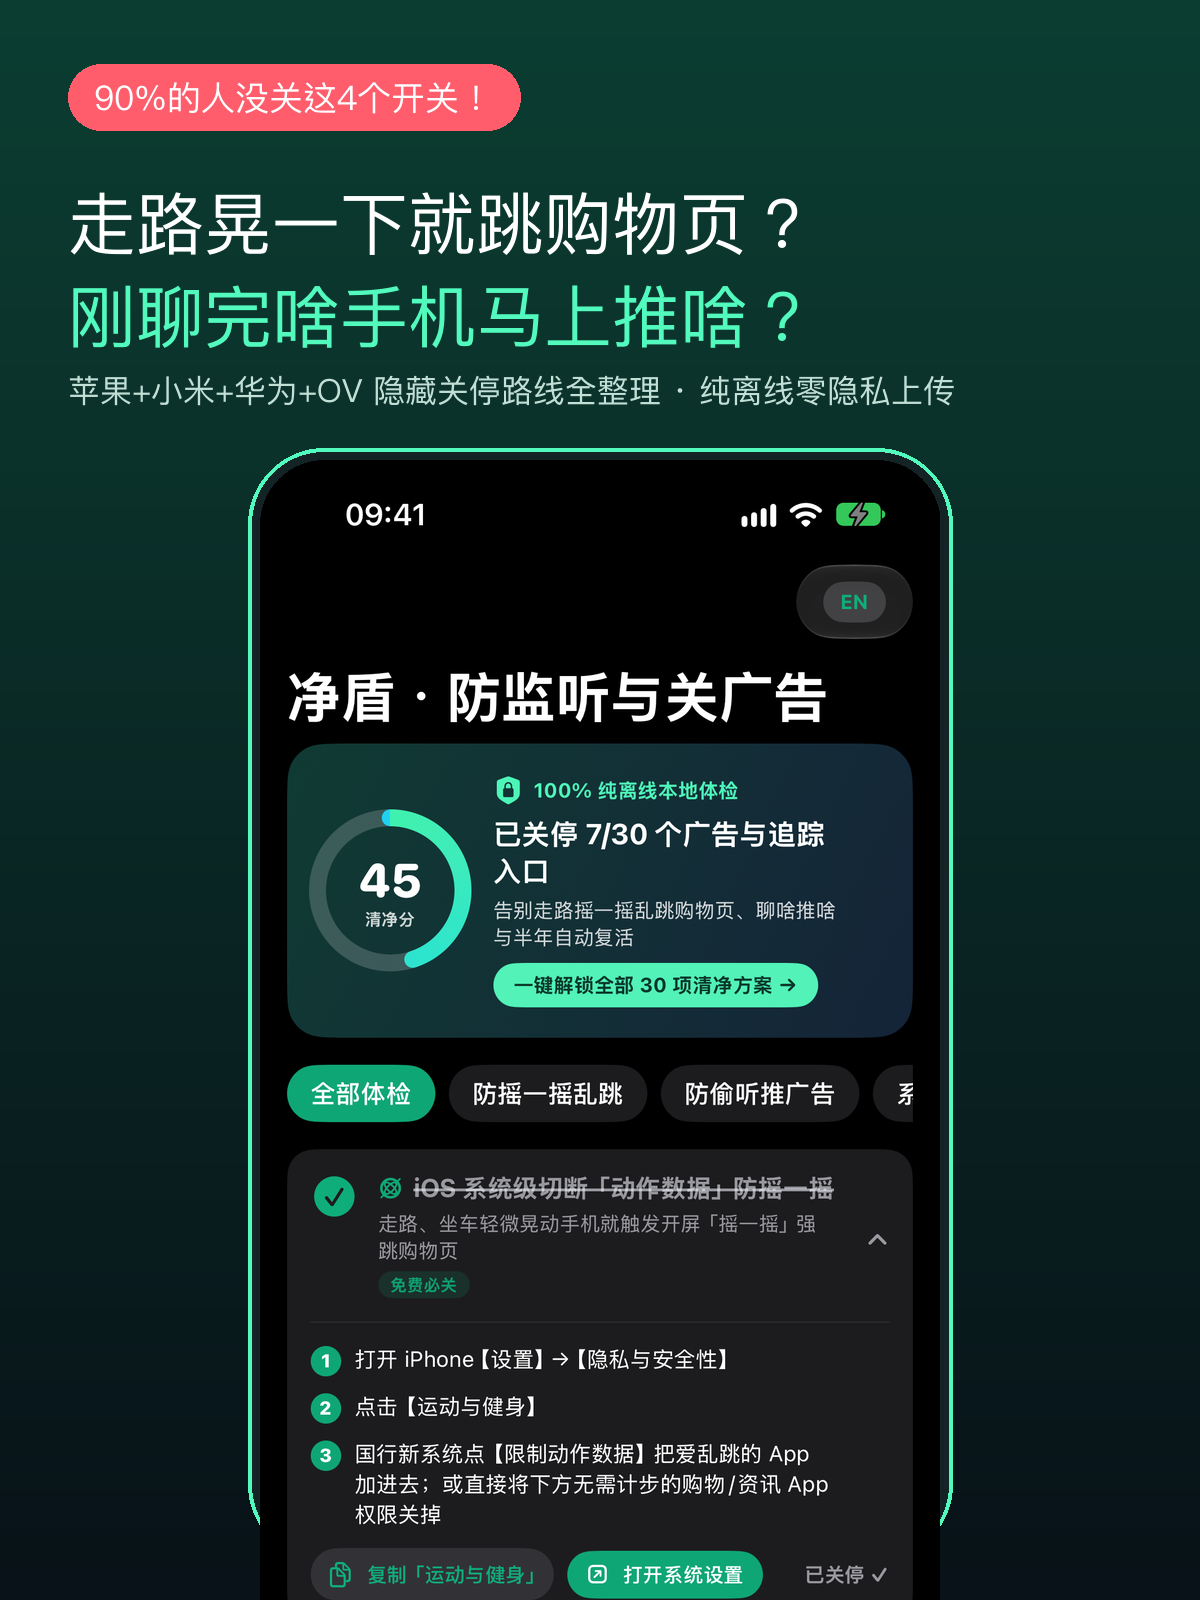 90%的人没关这4个开关！
走路晃一下就跳购物页？
刚聊完啥手机马上推啥？
苹果+小米+华为+OV 隐藏关停路线全整理 · 纯离线零隐私上传
09:41
EN
净盾 · 防监听与关广告
100% 纯离线本地体检
已关停 7/30 个广告与追踪
入口
45
清净分
告别走路摇一摇乱跳购物页、聊啥推啥
与半年自动复活
一键解锁全部 30 项清净方案 →
全部体检
防摇一摇乱跳
防偷听推广告
iOS 系统级切断「动作数据」防摇一摇
走路、坐车轻微晃动手机就触发开屏「摇一摇」强
跳购物页
免费必关
1 打开 iPhone【设置】→【隐私与安全性】
2 点击【运动与健身】
3 国行新系统点【限制动作数据】把爱乱跳的 App
加进去；或直接将下方无需计步的购物/资讯 App
权限关掉
复制「运动与健身」
打开系统设置
已关停 ✓